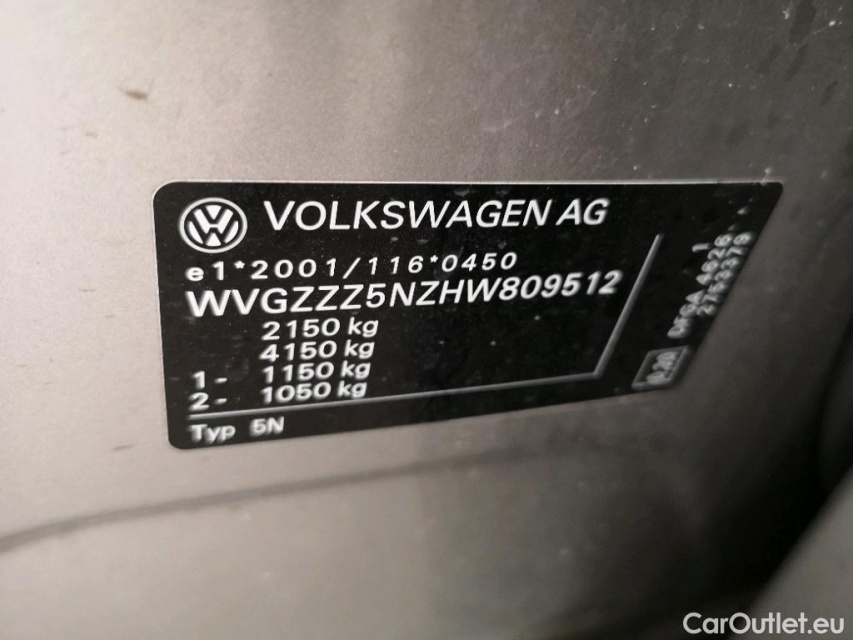 VOLKSWAGEN AG
e1*2001/116*0450
WVGZZZ5NZHW809512
2150 kg
4150 kg
1- 1150 kg
2- 1050 kg
Typ 5N
CarOutlet.eu